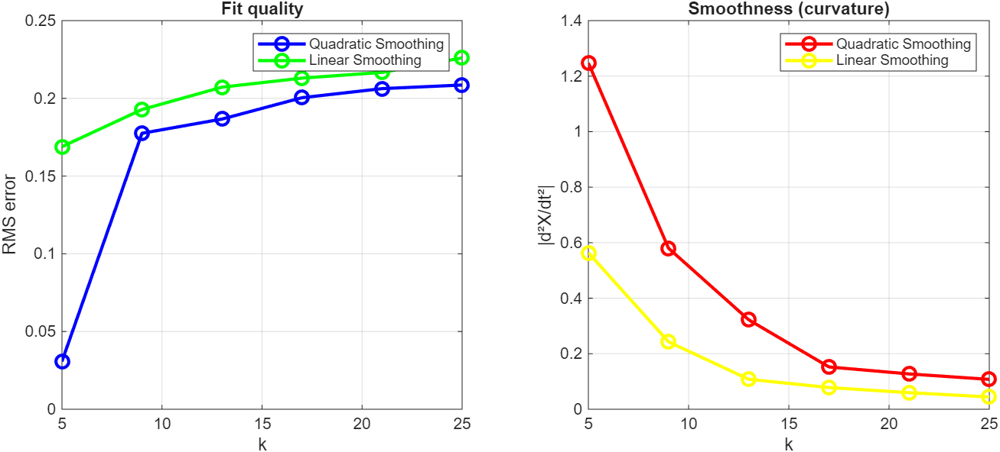 Fit quality
Quadratic Smoothing
Linear Smoothing
RMS error
0.25
0.2
0.15
0.1
0.05
0
5
10
15
20
25
k
Smoothness (curvature)
Quadratic Smoothing
Linear Smoothing
|d²X/dt²|
1.4
1.2
1
0.8
0.6
0.4
0.2
0
5
10
15
20
25
k